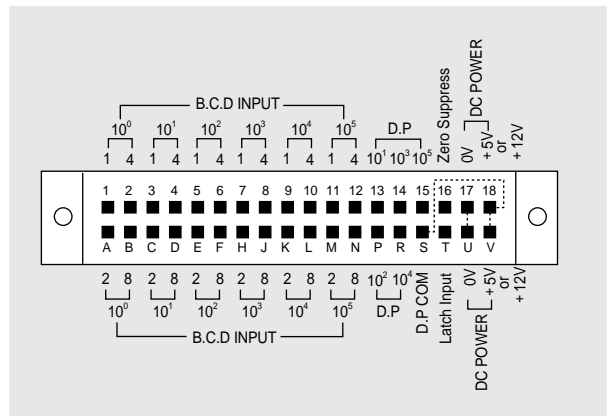 B.C.D INPUT
10⁰ 10¹ 10² 10³ 10⁴ 10⁵ D.P Zero Suppress DC POWER
1 4 1 4 1 4 1 4 1 4 1 4 10¹ 10³ 10⁵ 0V +5V or +12V
1 2 3 4 5 6 7 8 9 10 11 12 13 14 15 16 17 18
A B C D E F H J K L M N P R S T U V
2 8 2 8 2 8 2 8 2 8 2 8 10² 10⁴ D.P COM Latch Input 0V +5V or +12V
10⁰ 10¹ 10² 10³ 10⁴ 10⁵ D.P DC POWER
B.C.D INPUT